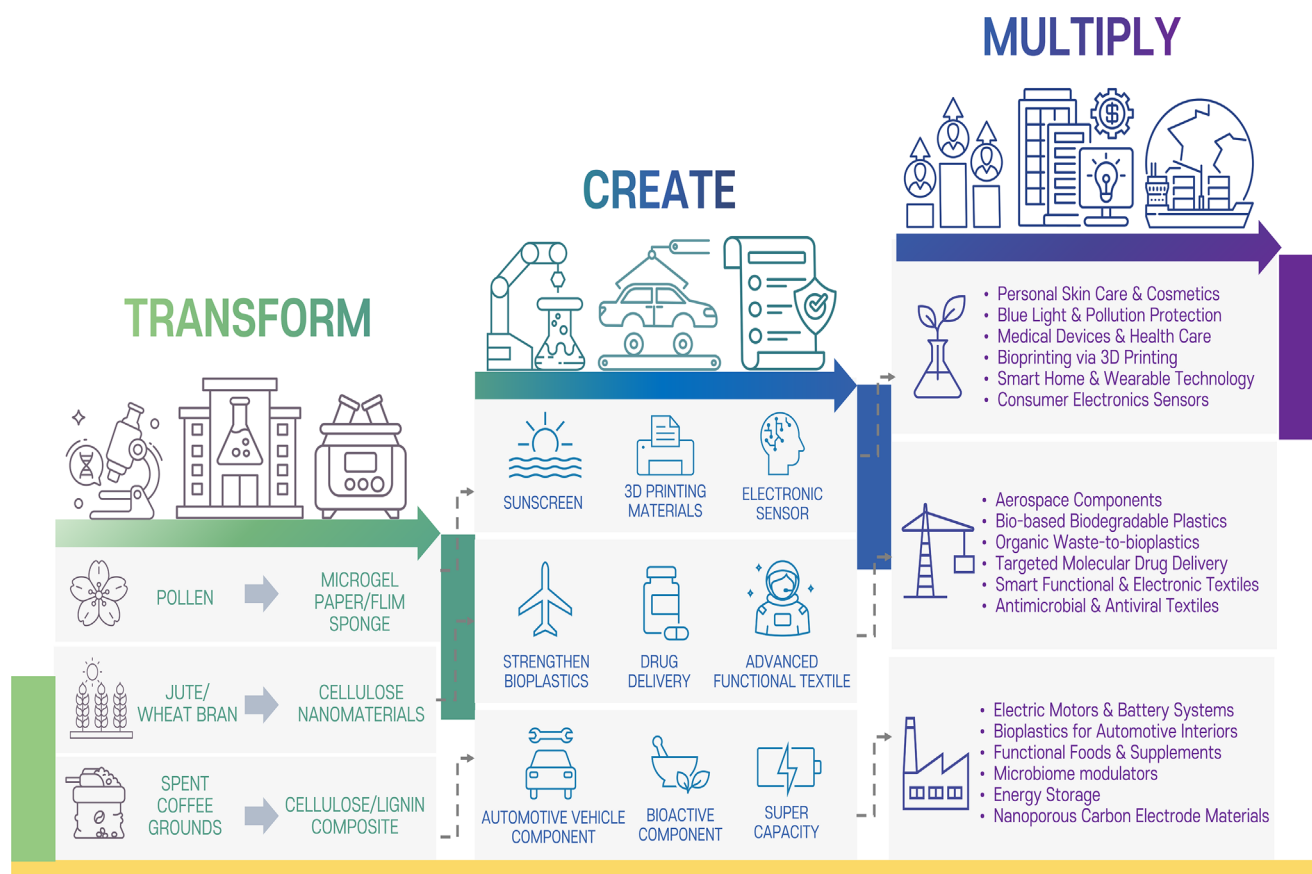 MULTIPLY
CREATE
TRANSFORM
POLLEN
MICROGEL
PAPER/FLIM
SPONGE
JUTE/
WHEAT BRAN
CELLULOSE
NANOMATERIALS
SPENT
COFFEE
GROUNDS
CELLULOSE/LIGNIN
COMPOSITE
SUNSCREEN
3D PRINTING
MATERIALS
ELECTRONIC
SENSOR
STRENGTHEN
BIOPLASTICS
DRUG
DELIVERY
ADVANCED
FUNCTIONAL TEXTILE
AUTOMOTIVE VEHICLE
COMPONENT
BIOACTIVE
COMPONENT
SUPER
CAPACITY
• Personal Skin Care & Cosmetics
• Blue Light & Pollution Protection
• Medical Devices & Health Care
• Bioprinting via 3D Printing
• Smart Home & Wearable Technology
• Consumer Electronics Sensors
• Aerospace Components
• Bio-based Biodegradable Plastics
• Organic Waste-to-bioplastics
• Targeted Molecular Drug Delivery
• Smart Functional & Electronic Textiles
• Antimicrobial & Antiviral Textiles
• Electric Motors & Battery Systems
• Bioplastics for Automotive Interiors
• Functional Foods & Supplements
• Microbiome modulators
• Energy Storage
• Nanoporous Carbon Electrode Materials